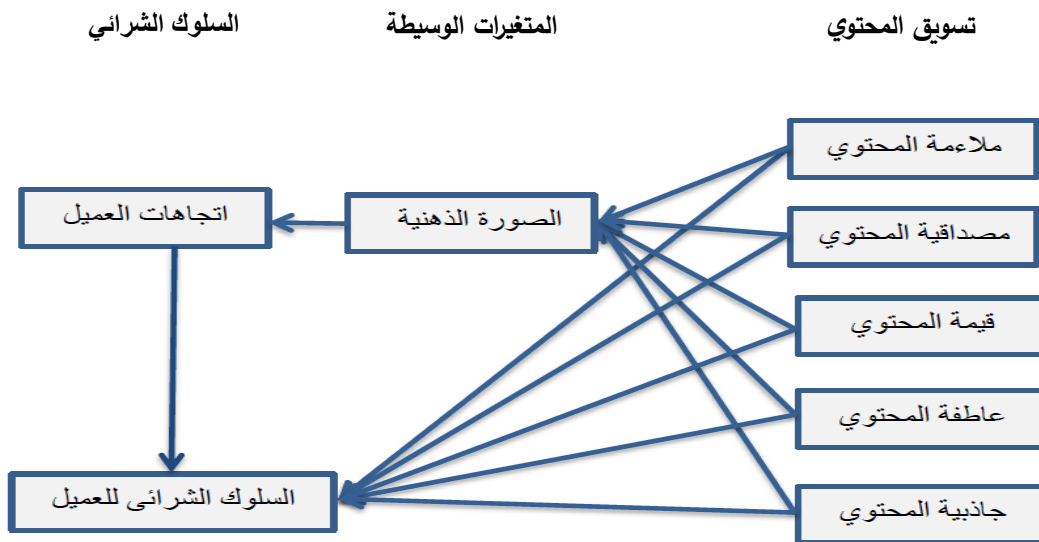 تسويق المحتوي
المتغيرات الوسيطة
السلوك الشرائي
ملاءمة المحتوي
مصداقية المحتوي
قيمة المحتوي
عاطفة المحتوي
جاذبية المحتوي
الصورة الذهنية
اتجاهات العميل
السلوك الشرائى للعميل